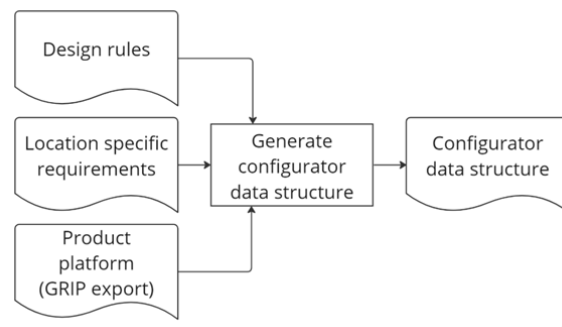 Design rules
Location specific
requirements
Product
platform
(GRIP export)
Generate
configurator
data structure
Configurator
data structure